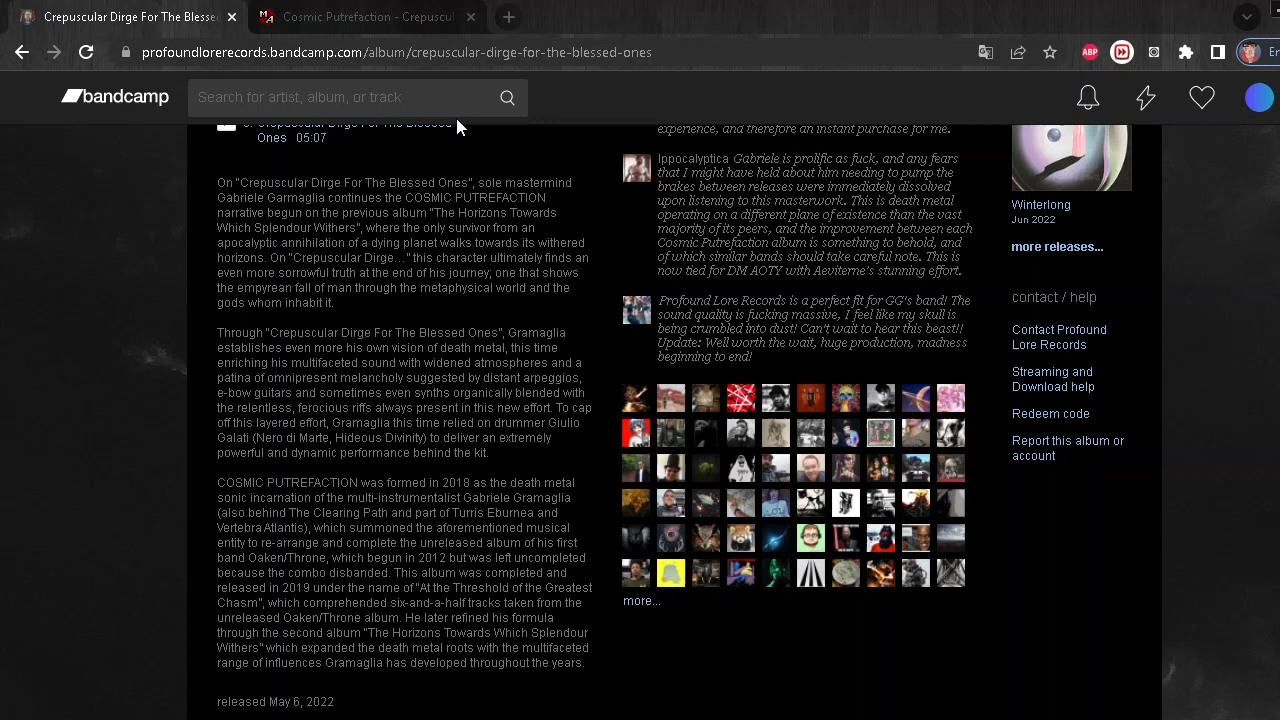 Crepuscular Dirge For The Blesse
Cosmic Putrefaction - Crepuscul
profoundlorerecords.bandcamp.com/album/crepuscular-dirge-for-the-blessed-ones
ABP
En
bandcamp
Search for artist, album, or track
Crepuscular Dirge For The Blessed
Ones 05:07
On "Crepuscular Dirge For The Blessed Ones", sole mastermind
Gabriele Garmaglia continues the COSMIC PUTREFACTION
narrative begun on the previous album "The Horizons Towards
Which Splendour Withers", where the only survivor from an
apocalyptic annihilation of a dying planet walks towards its withered
horizons. On "Crepuscular Dirge…" this character ultimately finds an
even more sorrowful truth at the end of his journey; one that shows
the empyrean fall of man through the metaphysical world and the
gods whom inhabit it.
Through "Crepuscular Dirge For The Blessed Ones", Gramaglia
establishes even more his own vision of death metal, this time
enriching his multifaceted sound with widened atmospheres and a
patina of omnipresent melancholy suggested by distant arpeggios,
e-bow guitars and sometimes even synths organically blended with
the relentless, ferocious riffs always present in this new effort. To cap
off this layered effort, Gramaglia this time relied on drummer Giulio
Galati (Nero di Marte, Hideous Divinity) to deliver an extremely
powerful and dynamic performance behind the kit.
COSMIC PUTREFACTION was formed in 2018 as the death metal
sonic incarnation of the multi-instrumentalist Gabriele Gramaglia
(also behind The Clearing Path and part of Turris Eburnea and
Vertebra Atlantis), which summoned the aforementioned musical
entity to re-arrange and complete the unreleased album of his first
band Oaken/Throne, which begun in 2012 but was left uncompleted
because the combo disbanded. This album was completed and
released in 2019 under the name of "At the Threshold of the Greatest
Chasm", which comprehended six-and-a-half tracks taken from the
unreleased Oaken/Throne album. He later refined his formula
through the second album "The Horizons Towards Which Splendour
Withers" which expanded the death metal roots with the multifaceted
range of influences Gramaglia has developed throughout the years.
released May 6, 2022
experience, and therefore an instant purchase for me.
Ippocalyptica Gabriele is prolific as fuck, and any fears
that I might have held about him needing to pump the
brakes between releases were immediately dissolved
upon listening to this masterwork. This is death metal
operating on a different plane of existence than the vast
majority of its peers, and the improvement between each
Cosmic Putrefaction album is something to behold, and
of which similar bands should take careful note. This is
now tied for DM AOTY with Aeviterne's stunning effort.
Profound Lore Records is a perfect fit for GG's band! The
sound quality is fucking massive, I feel like my skull is
being crumbled into dust! Can't wait to hear this beast!!
Update: Well worth the wait, huge production, madness
beginning to end!
more...
Winterlong
Jun 2022
more releases...
contact / help
Contact Profound
Lore Records
Streaming and
Download help
Redeem code
Report this album or
account